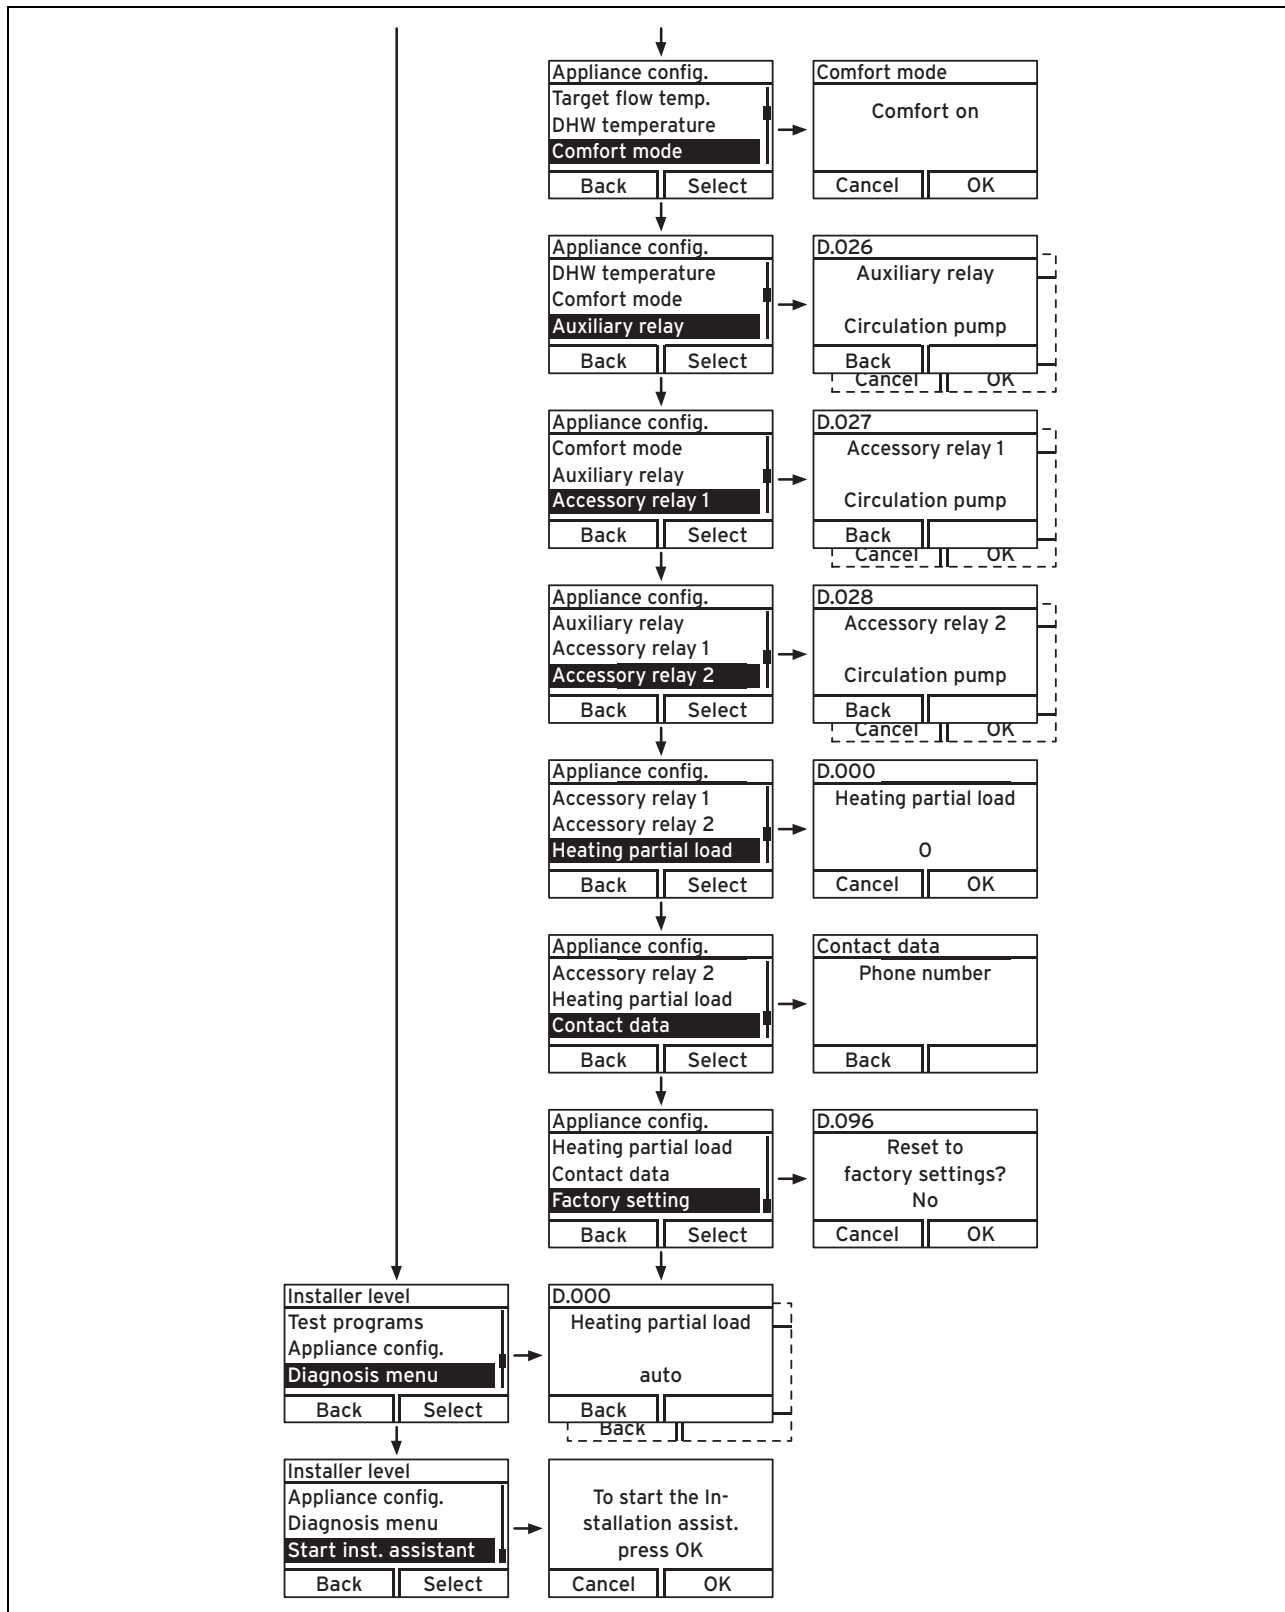 Appliance config.
Target flow temp.
DHW temperature
Comfort mode
Back Select
Comfort mode
Comfort on
Cancel OK
Appliance config.
DHW temperature
Comfort mode
Auxiliary relay
Back Select
D.026
Auxiliary relay
Circulation pump
Back
Cancel OK
Appliance config.
Comfort mode
Auxiliary relay
Accessory relay 1
Back Select
D.027
Accessory relay 1
Circulation pump
Back
Cancel OK
Appliance config.
Auxiliary relay
Accessory relay 1
Accessory relay 2
Back Select
D.028
Accessory relay 2
Circulation pump
Back
Cancel OK
Appliance config.
Accessory relay 1
Accessory relay 2
Heating partial load
Back Select
D.000
Heating partial load
0
Cancel OK
Appliance config.
Accessory relay 2
Heating partial load
Contact data
Back Select
Contact data
Phone number
Back
Appliance config.
Heating partial load
Contact data
Factory setting
Back Select
D.096
Reset to
factory settings?
No
Cancel OK
Installer level
Test programs
Appliance config.
Diagnosis menu
Back Select
D.000
Heating partial load
auto
Back
Back
Installer level
Appliance config.
Diagnosis menu
Start inst. assistant
Back Select
To start the In-
stallation assist.
press OK
Cancel OK